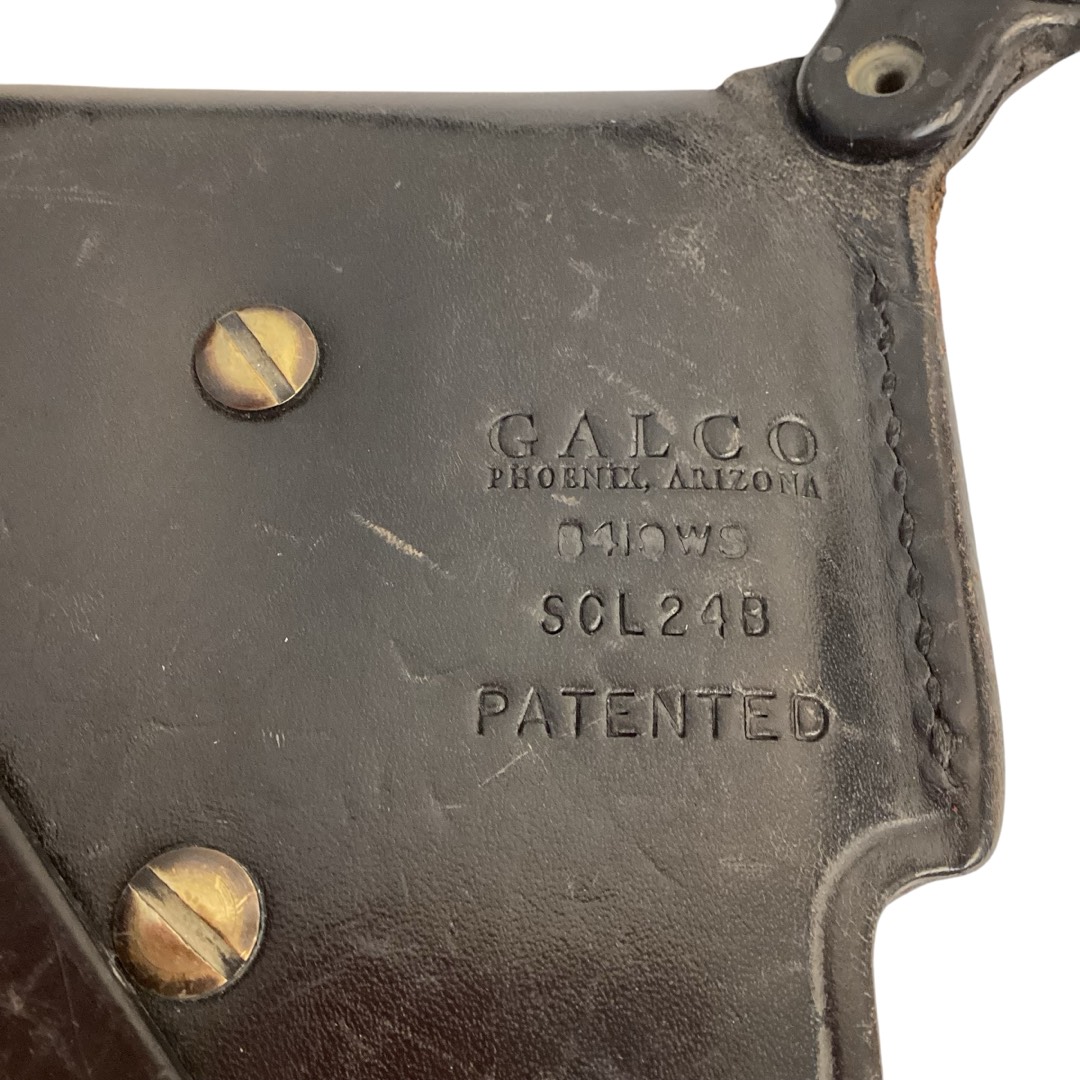 GALCO
PHOENIX, ARIZONA
SCL24B
PATENTED